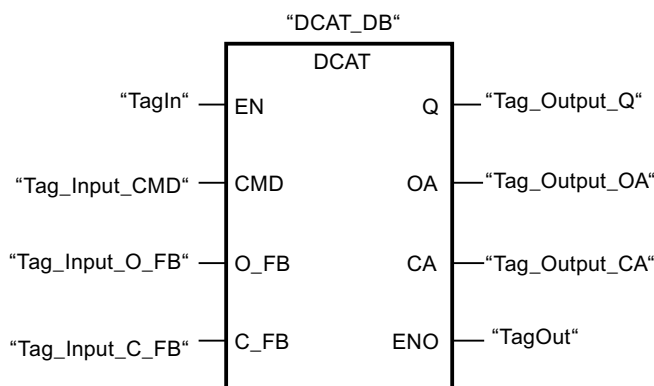 “DCAT_DB“
DCAT
“TagIn“ EN Q “Tag_Output_Q“
“Tag_Input_CMD“ CMD OA “Tag_Output_OA“
“Tag_Input_O_FB“ O_FB CA “Tag_Output_CA“
“Tag_Input_C_FB“ C_FB ENO “TagOut“